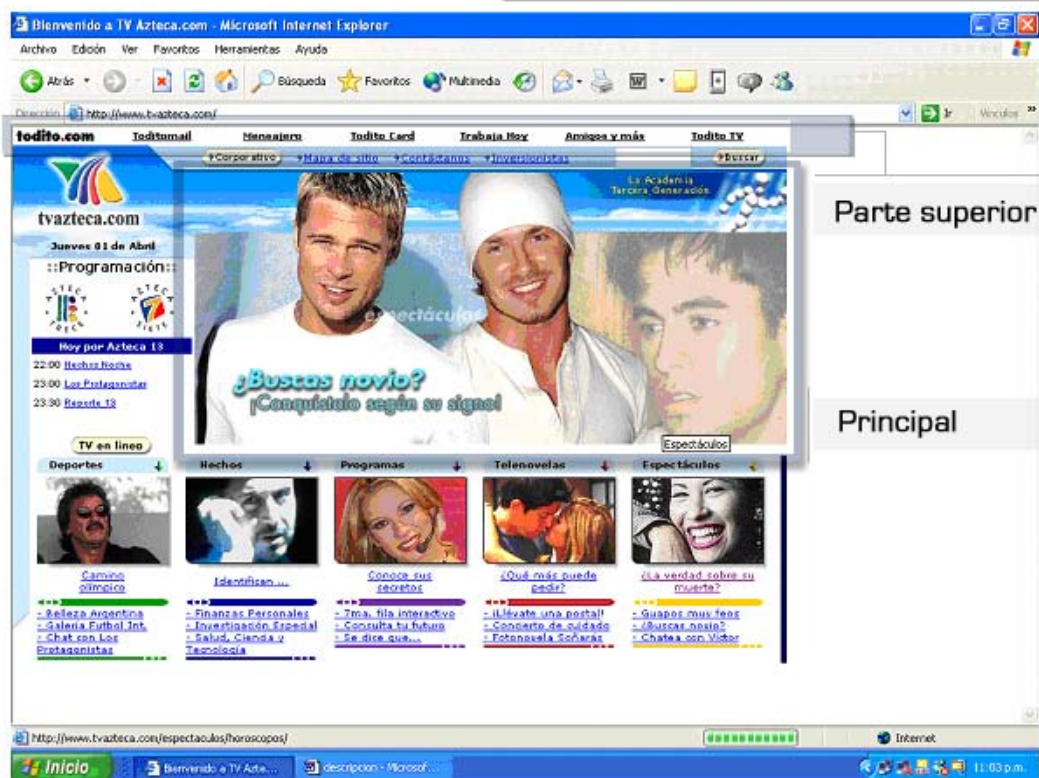 Bienvenido a TV Azteca.com - Microsoft Internet Explorer
Archivo Edición Ver Favoritos Herramientas Ayuda
Atrás Búsqueda Favoritos Multimedia
Dirección http://www.tvazteca.com/ Ir Vínculos
todito.com Toditomail Mensajero Todito Card Trabaja Hoy Amigos y más Todito TV
Corporativo Mapa de sitio Contáctanos Inversionistas Buscar
La Academia
Tercera Generación
tvazteca.com
Parte superior
Jueves 01 de Abril
::Programación::
AZTECA TRECE AZTECA 7 SIETE
espectáculos
Hoy por Azteca 13
22:00 Hechos Noche
23:00 Los Protagonistas
23:30 Reporte 13
¿Buscas novio?
¡Conquístalo según su signo!
Principal
Espectáculos
TV en linea
Deportes Hechos Programas Telenovelas Espectáculos
Camino olímpico
Identifican ...
Conoce sus secretos
¿Qué más puede pedir?
¿La verdad sobre su muerte?
- Belleza Argentina
- Galería Futbol Int.
- Chat con Los Protagonistas
- Finanzas Personales
- Investigación Especial
- Salud, Ciencia y Tecnología
- 7ma. fila interactivo
- Consulta tu futuro
- Se dice que...
- ¡Llévate una postal!
- Concierto de cuidado
- Fotonovela Soñarás
- Guapos muy feos
- ¿Buscas novio?
- Chatea con Victor
http://www.tvazteca.com/espectaculos/horoscopos/ Internet
Inicio Bienvenido a TV Azte... descripcion - Microsof... 11:03 p.m.